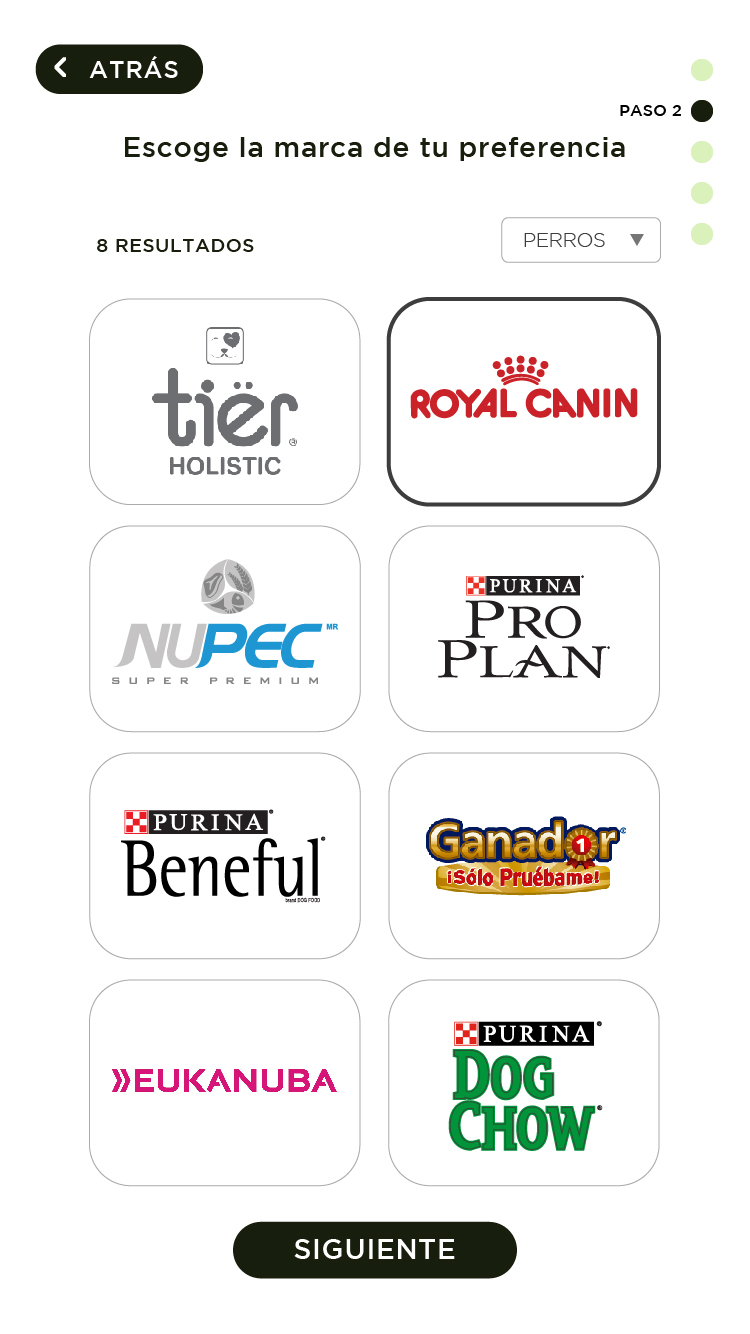 ATRÁS
PASO 2
Escoge la marca de tu preferencia
8 RESULTADOS
PERROS
tiër
HOLISTIC
ROYAL CANIN
NUPEC MR
SUPER PREMIUM
PURINA
PRO
PLAN
PURINA
Beneful
brand DOG FOOD
Ganador 1
¡Sólo Pruébame!
EUKANUBA
PURINA
DOG
CHOW
SIGUIENTE